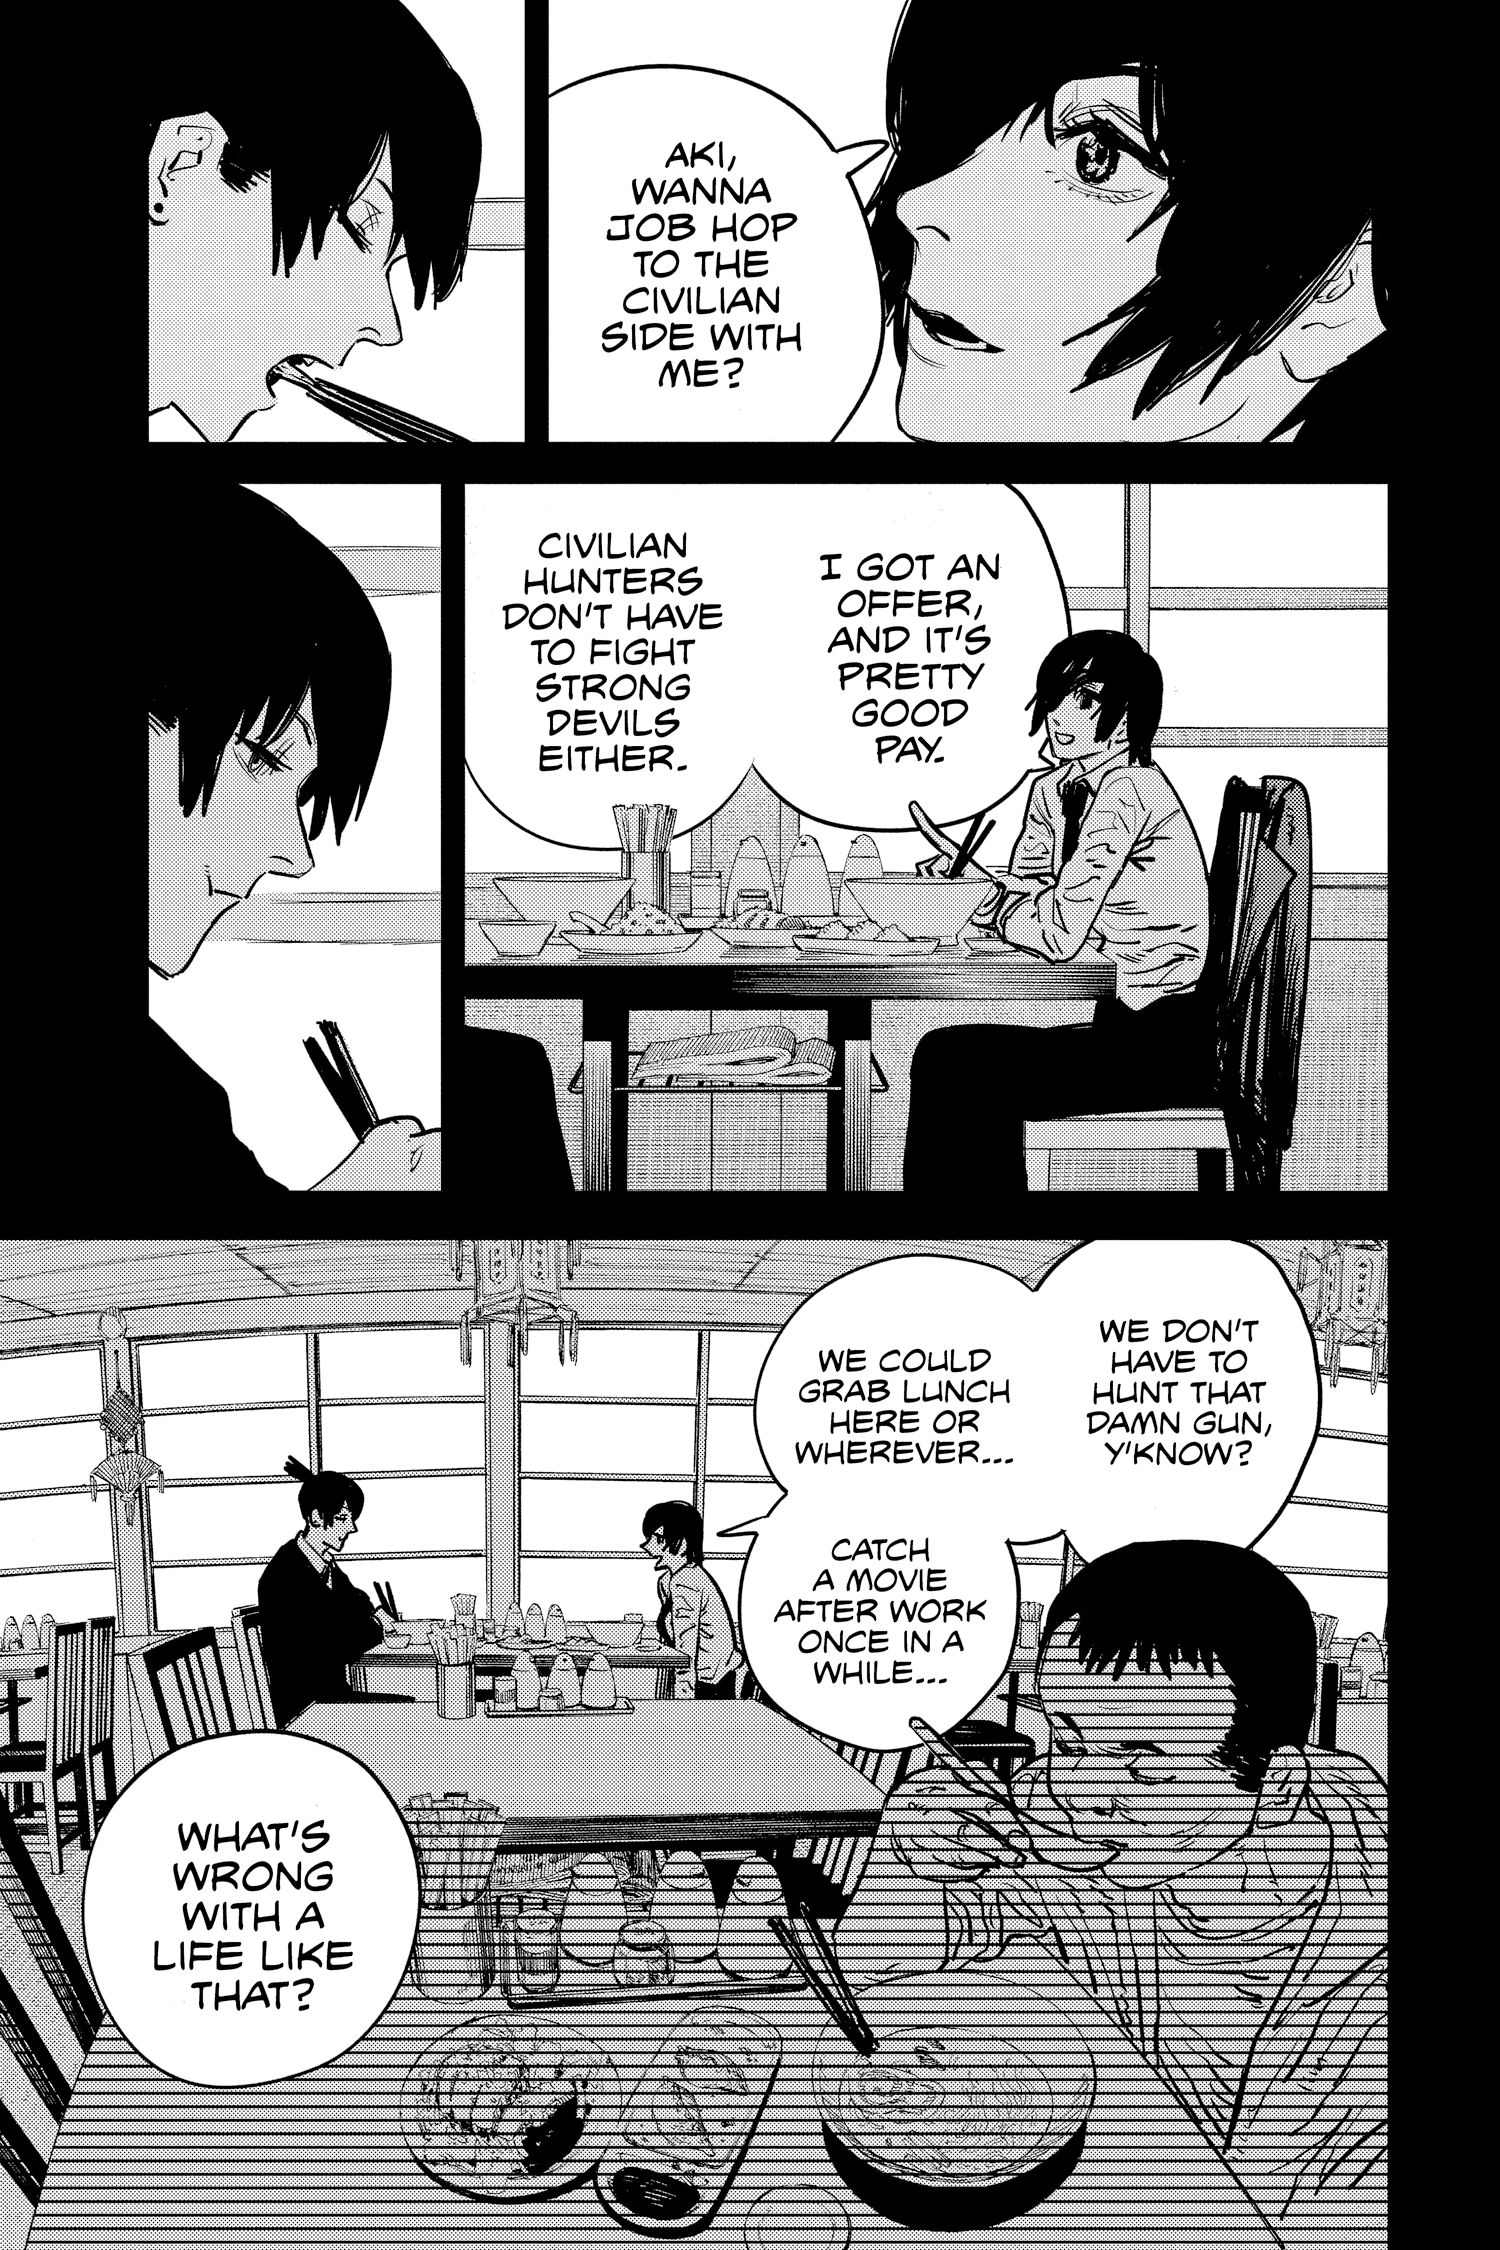 AKI,
WANNA
JOB HOP
TO THE
CIVILIAN
SIDE WITH
ME?
I GOT AN
OFFER,
AND IT'S
PRETTY
GOOD
PAY.
CIVILIAN
HUNTERS
DON'T HAVE
TO FIGHT
STRONG
DEVILS
EITHER.
WE DON'T
HAVE TO
HUNT THAT
DAMN GUN,
Y'KNOW?
WE COULD
GRAB LUNCH
HERE OR
WHEREVER...
CATCH
A MOVIE
AFTER WORK
ONCE IN A
WHILE...
WHAT'S
WRONG
WITH A
LIFE LIKE
THAT?